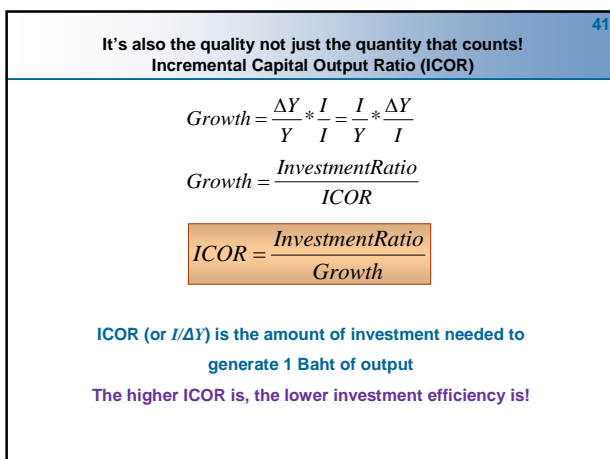 41
It's also the quality not just the quantity that counts!
Incremental Capital Output Ratio (ICOR)
Growth = ΔY/Y * I/I = I/Y * ΔY/I
Growth = InvestmentRatio/ICOR
ICOR = InvestmentRatio/Growth
ICOR (or I/ΔY) is the amount of investment needed to
generate 1 Baht of output
The higher ICOR is, the lower investment efficiency is!